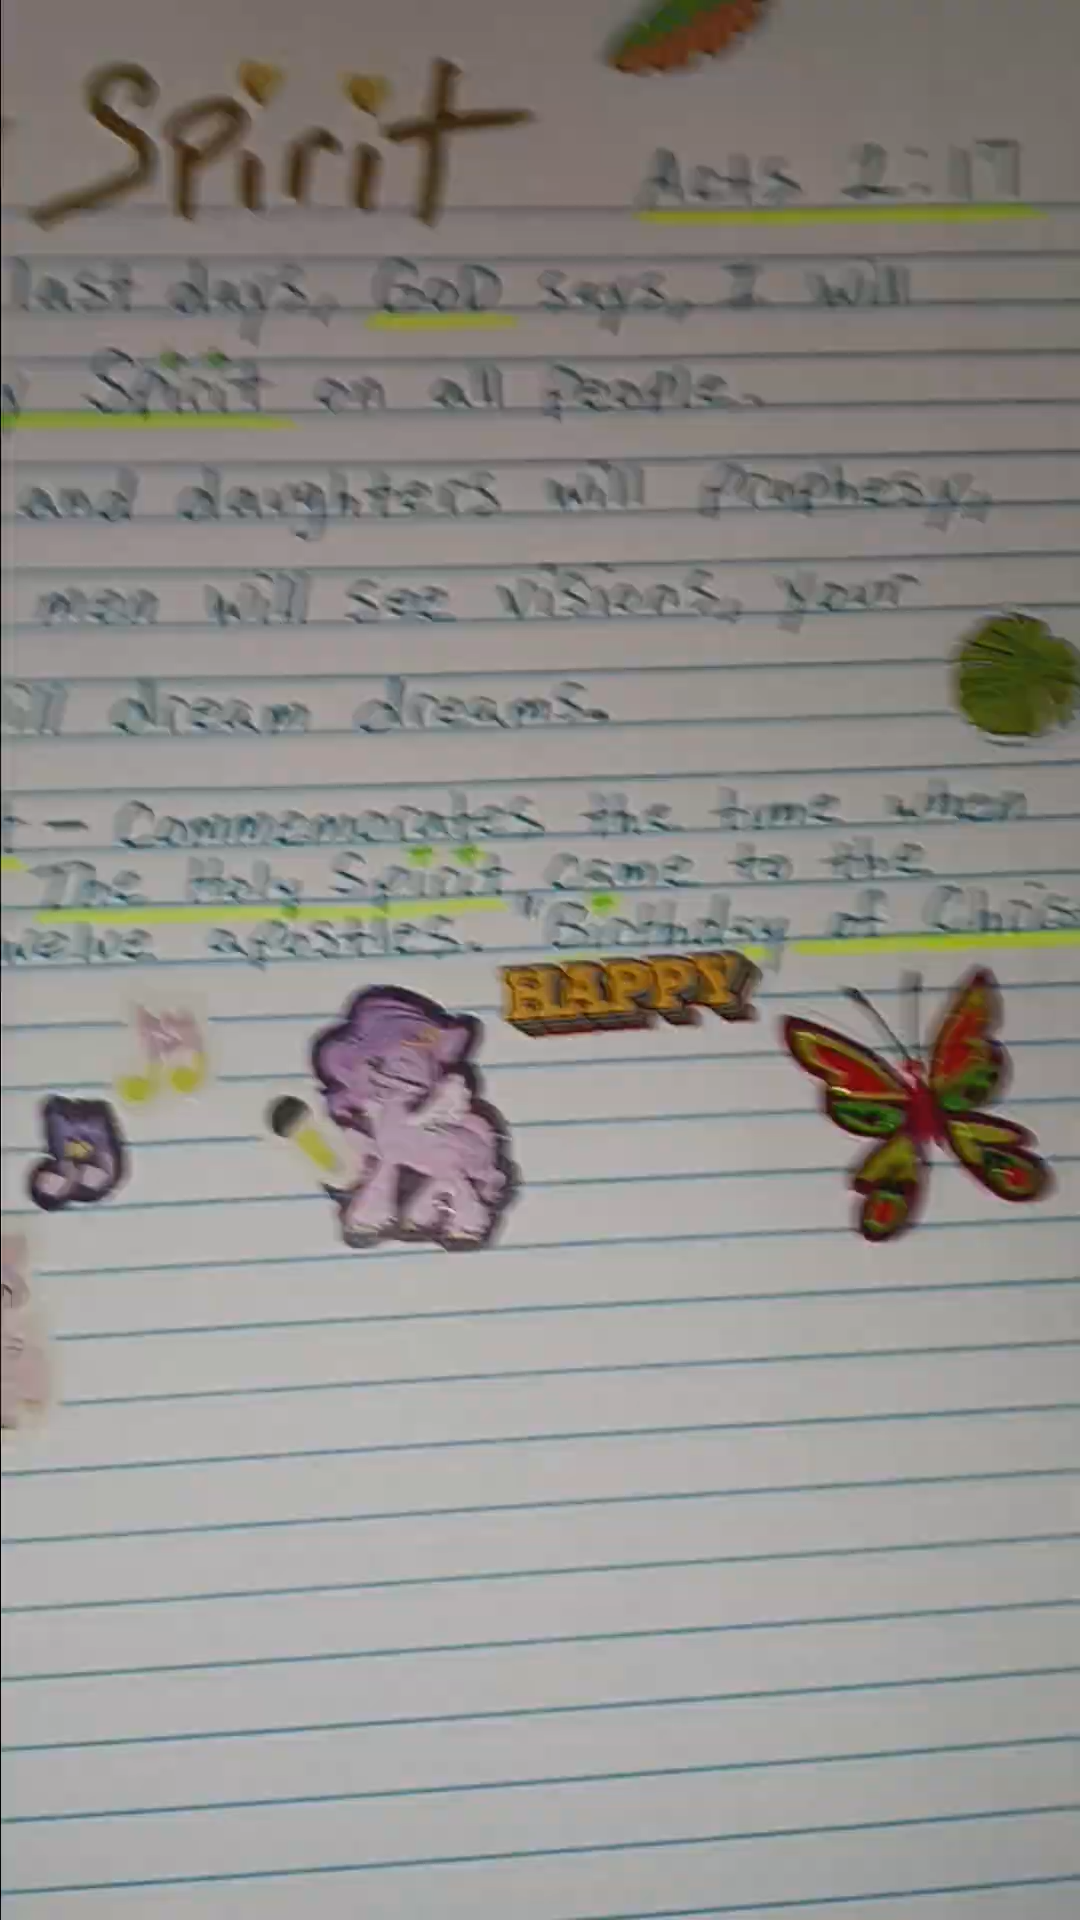 Spirit
Acts 2:17
last days, GOD says, I will
Spirit on all People.
and daughters will Prophesy,
men will see visions, your
dream dreams.
- Commemorates the time when
The Holy Spirit came to the
apostles. "Birthday of
HAPPY